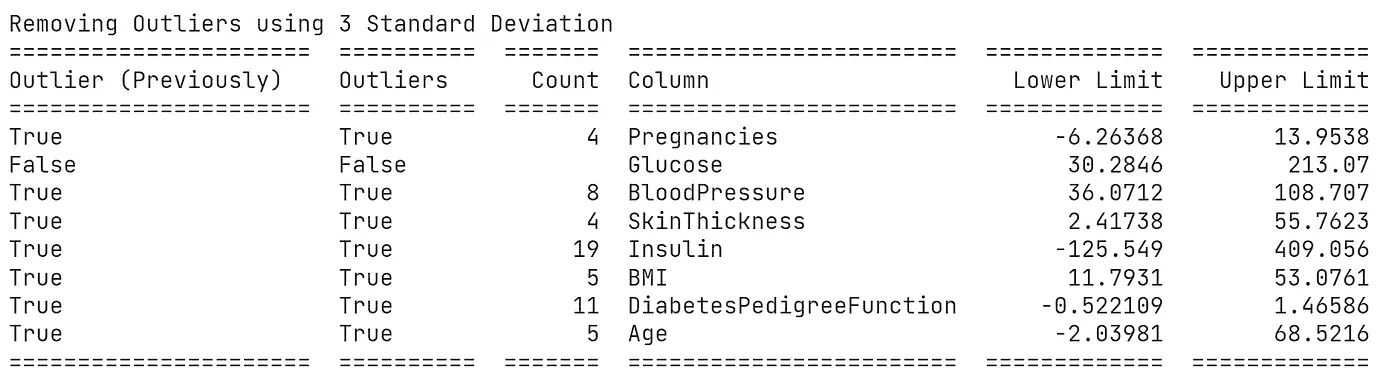 Removing Outliers using 3 Standard Deviation
======================  ==========  =======  ========================  =============  =============
Outlier (Previously)    Outliers      Count  Column                      Lower Limit    Upper Limit
======================  ==========  =======  ========================  =============  =============
True                    True              4  Pregnancies                    -6.26368        13.9538
False                   False                Glucose                         30.2846         213.07
True                    True              8  BloodPressure                   36.0712        108.707
True                    True              4  SkinThickness                   2.41738        55.7623
True                    True             19  Insulin                        -125.549        409.056
True                    True              5  BMI                             11.7931        53.0761
True                    True             11  DiabetesPedigreeFunction      -0.522109        1.46586
True                    True              5  Age                            -2.03981        68.5216
======================  ==========  =======  ========================  =============  =============